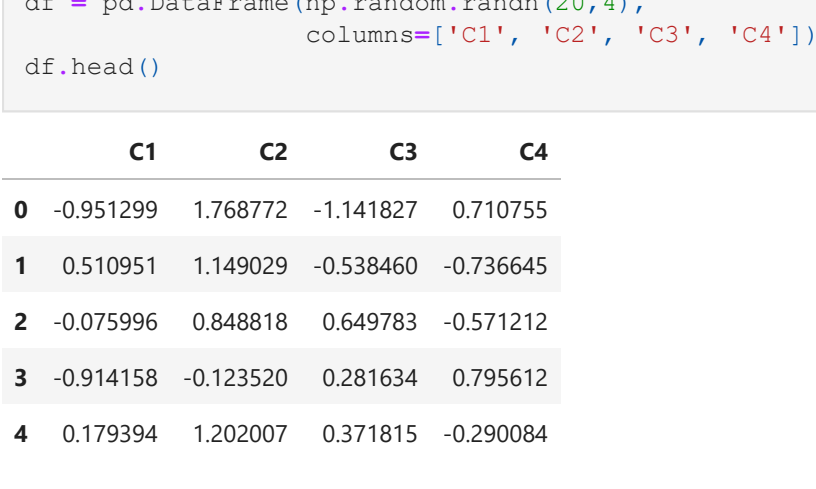 df = pd.DataFrame(np.random.randn(20,4),
columns=['C1', 'C2', 'C3', 'C4'])
df.head()
C1 C2 C3 C4
0 -0.951299 1.768772 -1.141827 0.710755
1 0.510951 1.149029 -0.538460 -0.736645
2 -0.075996 0.848818 0.649783 -0.571212
3 -0.914158 -0.123520 0.281634 0.795612
4 0.179394 1.202007 0.371815 -0.290084